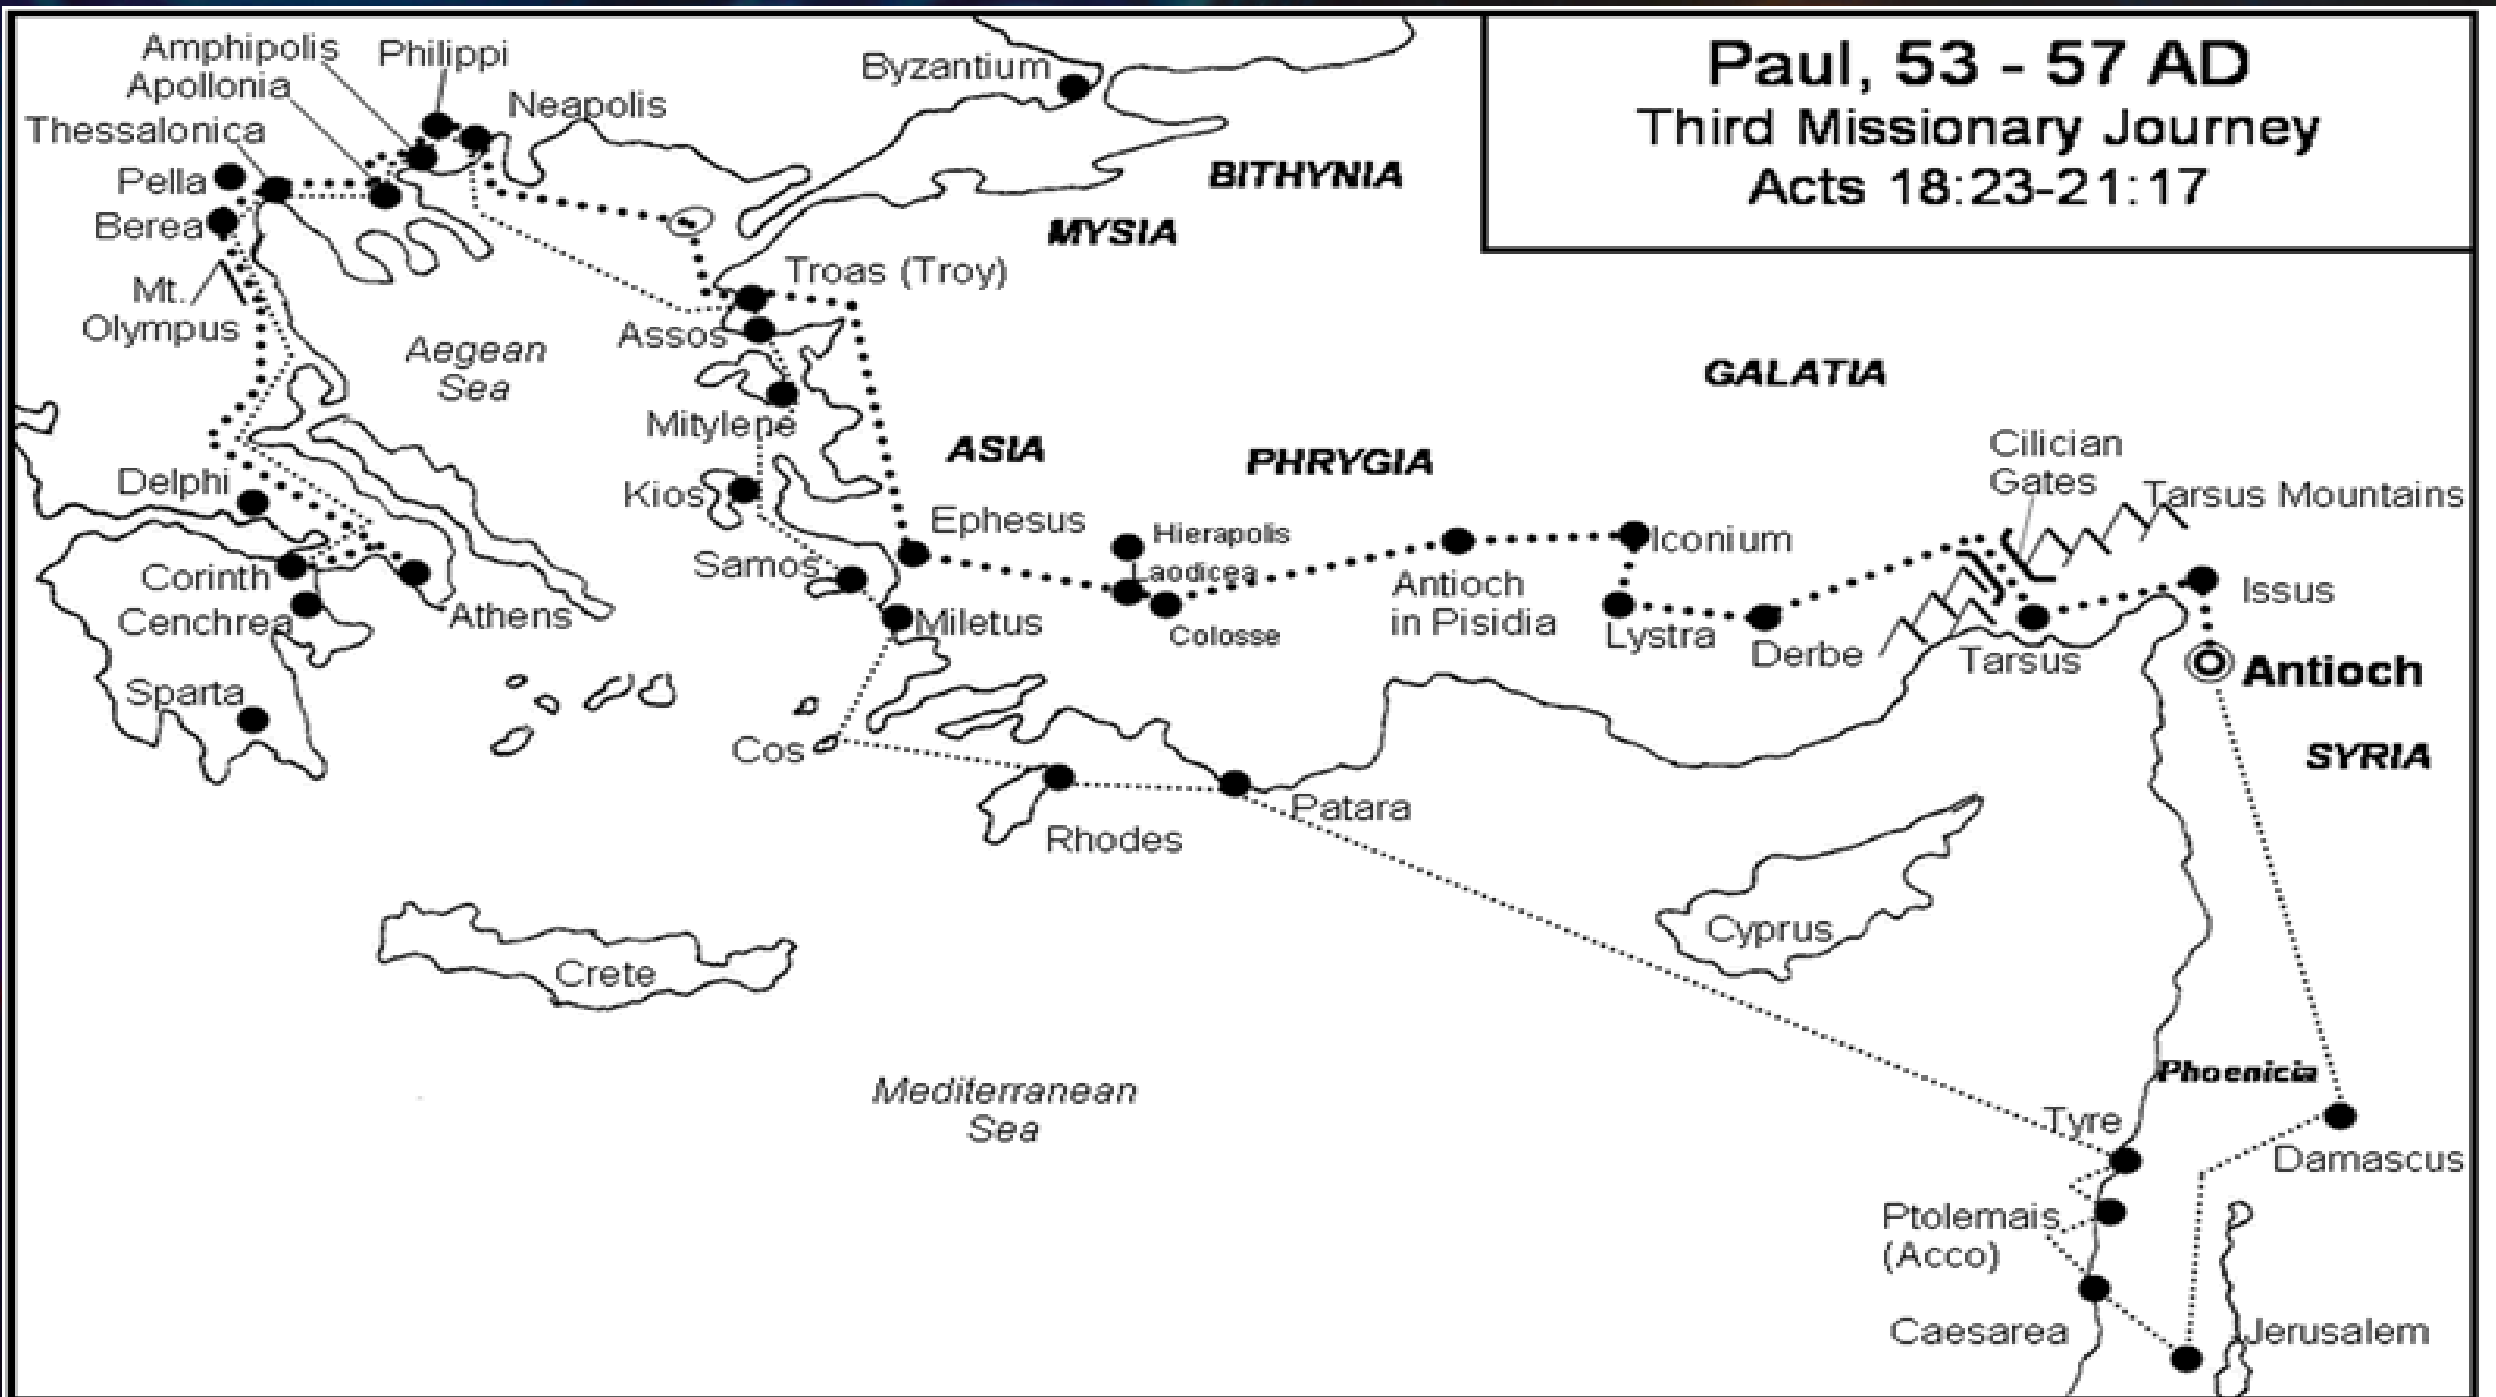 Paul, 53 - 57 AD
Third Missionary Journey
Acts 18:23-21:17
Amphipolis
Philippi
Apollonia
Neapolis
Thessalonica
Pella
Berea
Mt.
Olympus
Byzantium
BITHYNIA
MYSIA
Troas (Troy)
Assos
Aegean
Sea
Mitylene
GALATIA
ASIA
PHRYGIA
Cilician
Gates
Tarsus Mountains
Delphi
Kios
Ephesus
Hierapolis
Laodicea
Colosse
Iconium
Antioch
in Pisidia
Lystra
Derbe
Tarsus
Issus
Antioch
SYRIA
Samos
Miletus
Corinth
Cenchrea
Athens
Sparta
Cos
Rhodes
Patara
Cyprus
Crete
Mediterranean
Sea
Phoenicia
Tyre
Damascus
Ptolemais
(Acco)
Caesarea
Jerusalem